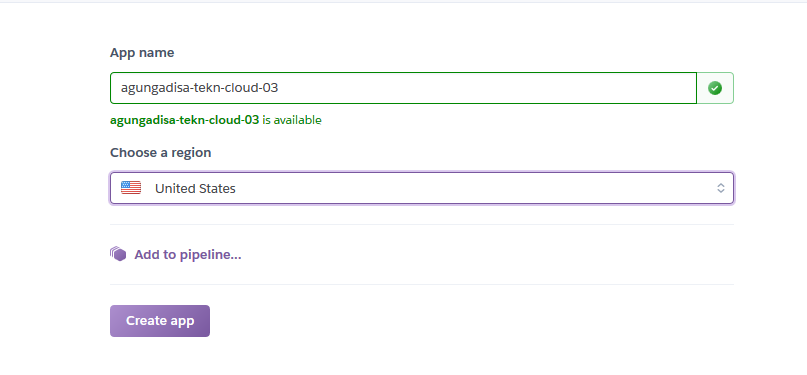 App name
agungadisa-tekn-cloud-03
agungadisa-tekn-cloud-03 is available
Choose a region
United States
Add to pipeline...
Create app